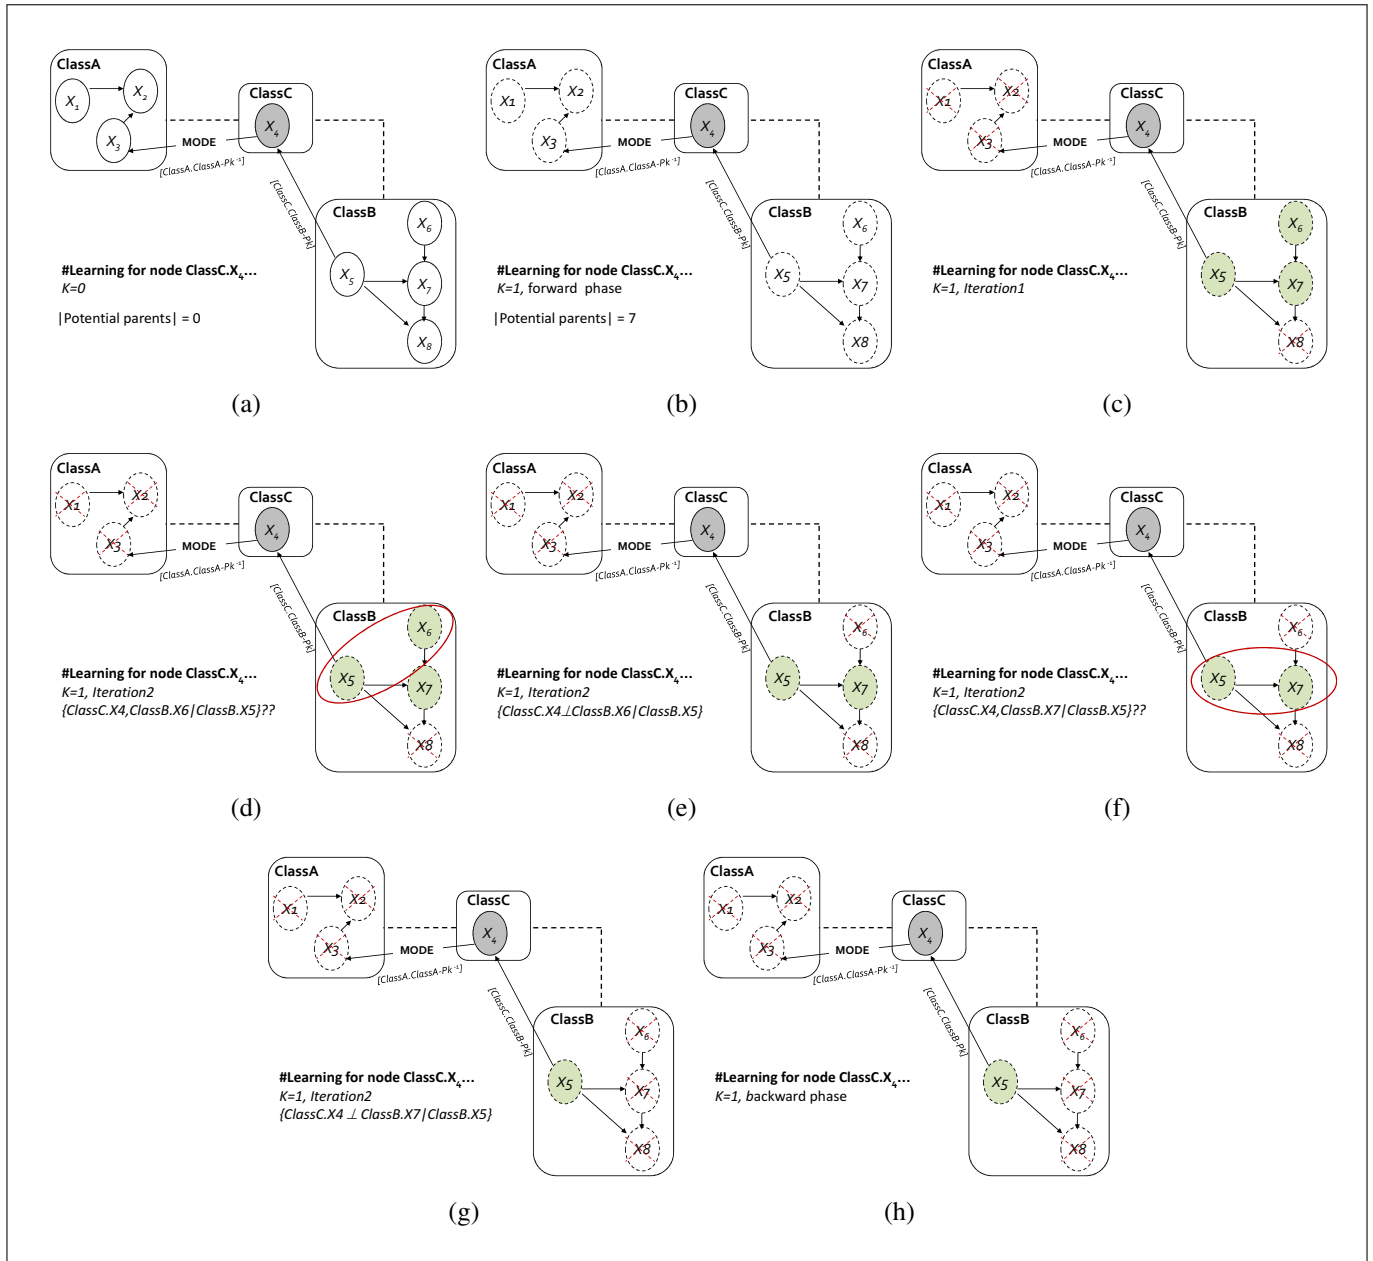 ClassA
X1 X2
X3
MODE
[ClassA.ClassA-Pk⁻¹]
ClassC
X4
[ClassC.ClassB-Pk]
ClassB
X6
X5 X7
X8
#Learning for node ClassC.X4...
K=0
|Potential parents| = 0
(a)
ClassA
X1 X2
X3
MODE
[ClassA.ClassA-Pk⁻¹]
ClassC
X4
[ClassC.ClassB-Pk]
ClassB
X6
X5 X7
X8
#Learning for node ClassC.X4...
K=1, forward phase
|Potential parents| = 7
(b)
ClassA
X1 X2
X3
MODE
[ClassA.ClassA-Pk⁻¹]
ClassC
X4
[ClassC.ClassB-Pk]
ClassB
X6
X5 X7
X8
#Learning for node ClassC.X4...
K=1, Iteration1
(c)
ClassA
X1 X2
X3
MODE
[ClassA.ClassA-Pk⁻¹]
ClassC
X4
[ClassC.ClassB-Pk]
ClassB
X6
X5 X7
X8
#Learning for node ClassC.X4...
K=1, Iteration2
{ClassC.X4,ClassB.X6|ClassB.X5}??
(d)
ClassA
X1 X2
X3
MODE
[ClassA.ClassA-Pk⁻¹]
ClassC
X4
[ClassC.ClassB-Pk]
ClassB
X6
X5 X7
X8
#Learning for node ClassC.X4...
K=1, Iteration2
{ClassC.X4⊥ClassB.X6|ClassB.X5}
(e)
ClassA
X1 X2
X3
MODE
[ClassA.ClassA-Pk⁻¹]
ClassC
X4
[ClassC.ClassB-Pk]
ClassB
X6
X5 X7
X8
#Learning for node ClassC.X4...
K=1, Iteration2
{ClassC.X4,ClassB.X7|ClassB.X5}??
(f)
ClassA
X1 X2
X3
MODE
[ClassA.ClassA-Pk⁻¹]
ClassC
X4
[ClassC.ClassB-Pk]
ClassB
X6
X5 X7
X8
#Learning for node ClassC.X4...
K=1, Iteration2
{ClassC.X4 ⊥ ClassB.X7|ClassB.X5}
(g)
ClassA
X1 X2
X3
MODE
[ClassA.ClassA-Pk⁻¹]
ClassC
X4
[ClassC.ClassB-Pk]
ClassB
X6
X5 X7
X8
#Learning for node ClassC.X4...
K=1, backward phase
(h)